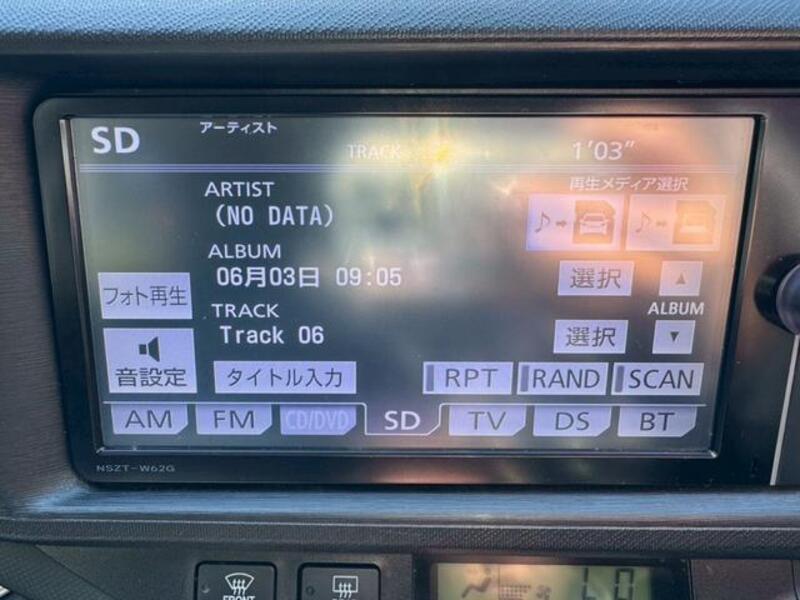 SD アーティスト TRACK 1'03"
ARTIST 再生メディア選択
(NO DATA)
ALBUM
06月03日 09:05 選択
フォト再生 TRACK ALBUM
Track 06 選択
音設定 タイトル入力 RPT RAND SCAN
AM FM CD/DVD SD TV DS BT
NSZT-W62G
FRONT LO